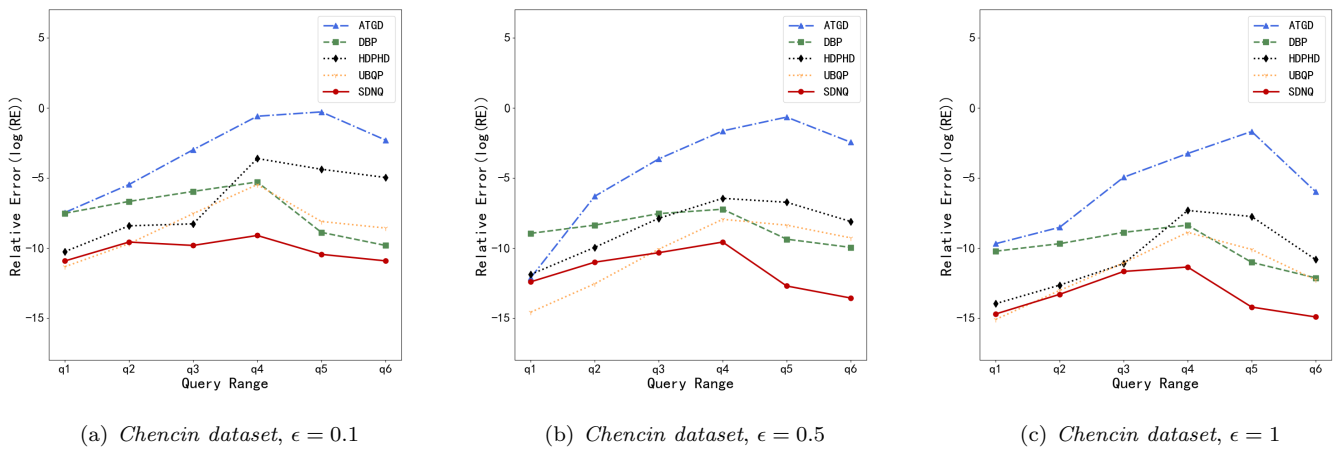 5
0
−5
−10
−15
Relative Error(log(RE))
q1 q2 q3 q4 q5 q6
Query Range
ATGD
DBP
HDPHD
UBQP
SDNQ
(a) Chencin dataset, ϵ = 0.1
5
0
−5
−10
−15
Relative Error(log(RE))
q1 q2 q3 q4 q5 q6
Query Range
ATGD
DBP
HDPHD
UBQP
SDNQ
(b) Chencin dataset, ϵ = 0.5
5
0
−5
−10
−15
Relative Error(log(RE))
q1 q2 q3 q4 q5 q6
Query Range
ATGD
DBP
HDPHD
UBQP
SDNQ
(c) Chencin dataset, ϵ = 1